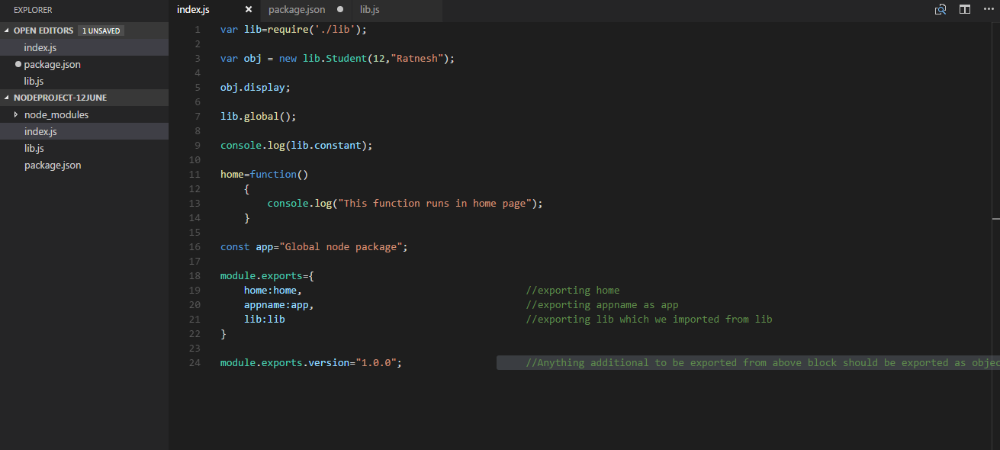 EXPLORER
OPEN EDITORS 1 UNSAVED
index.js
package.json
lib.js
NODEPROJECT-12JUNE
node_modules
index.js
lib.js
package.json
index.js package.json lib.js
1 var lib=require('./lib');
2
3 var obj = new lib.Student(12,"Ratnesh");
4
5 obj.display;
6
7 lib.global();
8
9 console.log(lib.constant);
10
11 home=function()
12 {
13 console.log("This function runs in home page");
14 }
15
16 const app="Global node package";
17
18 module.exports={
19 home:home, //exporting home
20 appname:app, //exporting appname as app
21 lib:lib //exporting lib which we imported from lib
22 }
23
24 module.exports.version="1.0.0"; //Anything additional to be exported from above block should be exported as objec